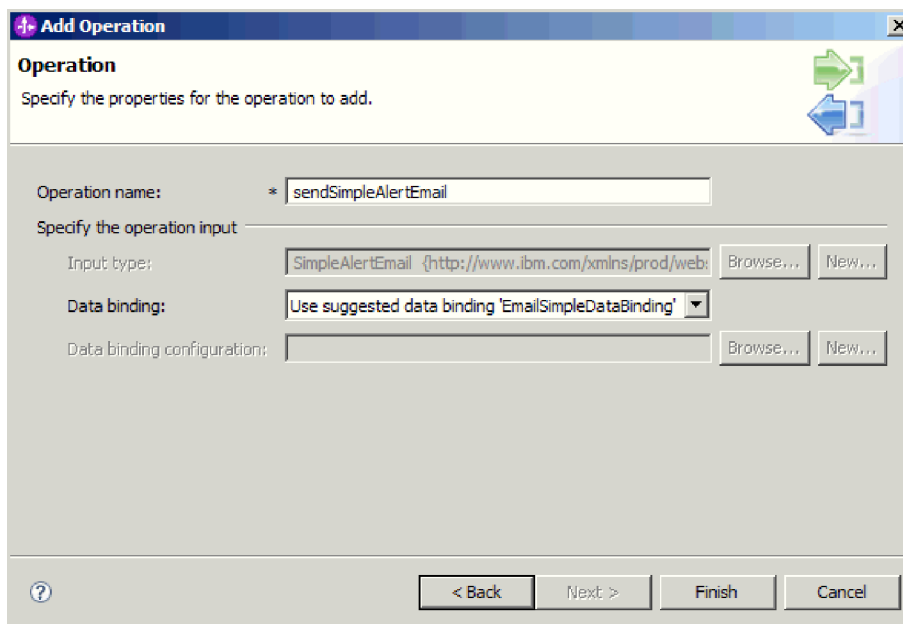 Add Operation
Operation
Specify the properties for the operation to add.
Operation name: * sendSimpleAlertEmail
Specify the operation input
Input type: SimpleAlertEmail {http://www.ibm.com/xmlns/prod/web: Browse... New...
Data binding: Use suggested data binding 'EmailSimpleDataBinding'
Data binding configuration: Browse... New...
? < Back Next > Finish Cancel